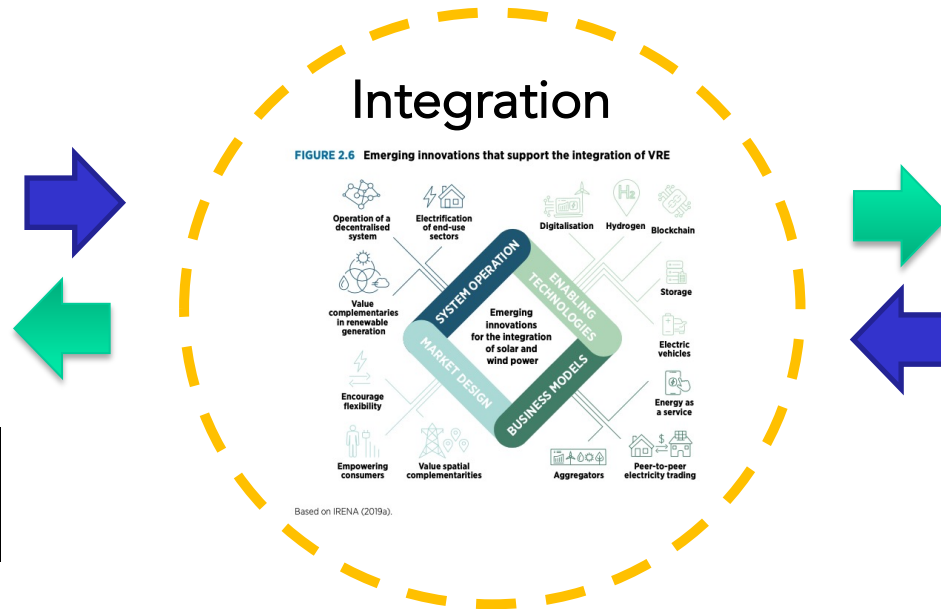 Integration
FIGURE 2.6 Emerging innovations that support the integration of VRE
Operation of a
decentralised
system
Electrification
of end-use
sectors
Digitalisation
Hydrogen
Blockchain
H₂
Value
complementaries
in renewable
generation
Storage
SYSTEM OPERATION
ENABLING
TECHNOLOGIES
Emerging
innovations
for the integration
of solar and
wind power
MARKET DESIGN
BUSINESS MODELS
Electric
vehicles
Encourage
flexibility
Energy as
a service
$
Empowering
consumers
Value spatial
complementarities
Aggregators
Peer-to-peer
electricity trading
Based on IRENA (2019a).